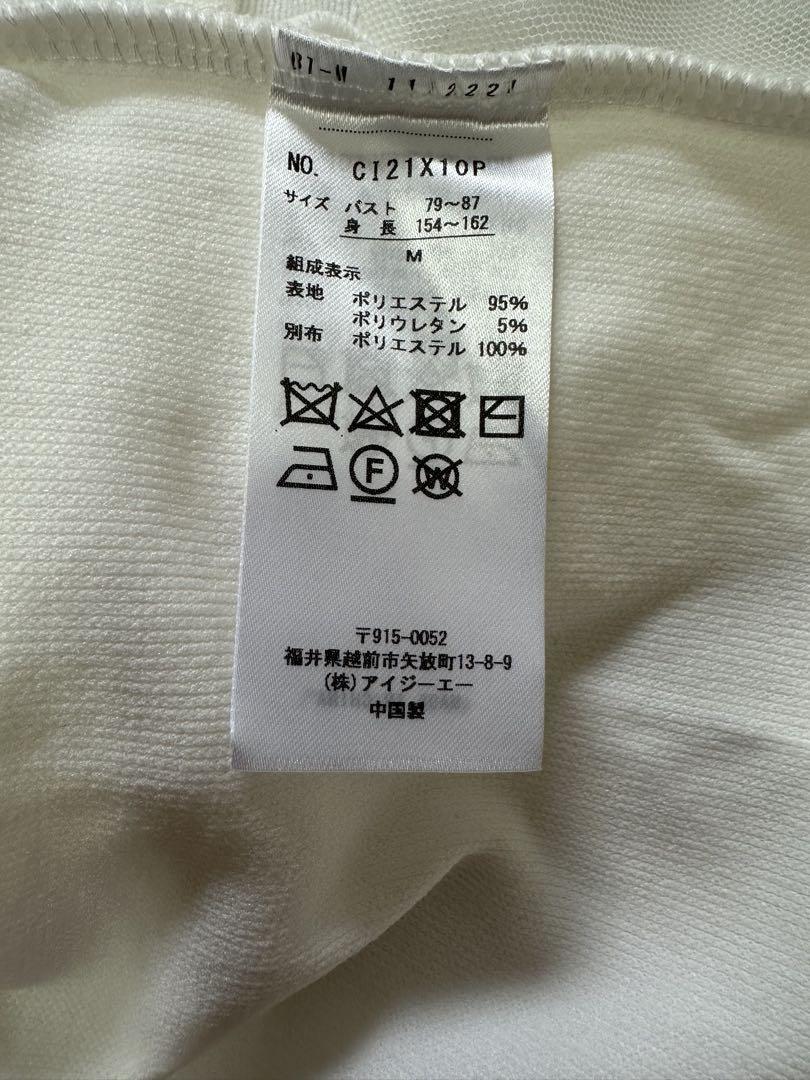 NO. CI21X10P
サイズ バスト 79～87
身長 154～162
M
組成表示
表地 ポリエステル 95%
ポリウレタン 5%
別布 ポリエステル 100%
F
W
〒915-0052
福井県越前市矢放町13-8-9
(株)アイジーエー
中国製